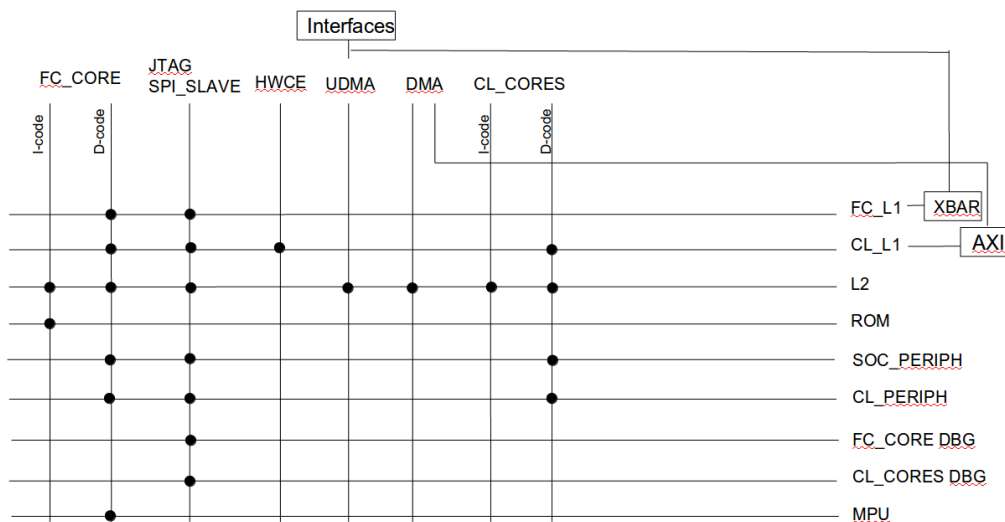 Interfaces
FC_CORE
JTAG
SPI_SLAVE
HWCE
UDMA
DMA
CL_CORES
I-code
D-code
I-code
D-code
FC_L1
XBAR
CL_L1
AXI
L2
ROM
SOC_PERIPH
CL_PERIPH
FC_CORE DBG
CL_CORES DBG
MPU